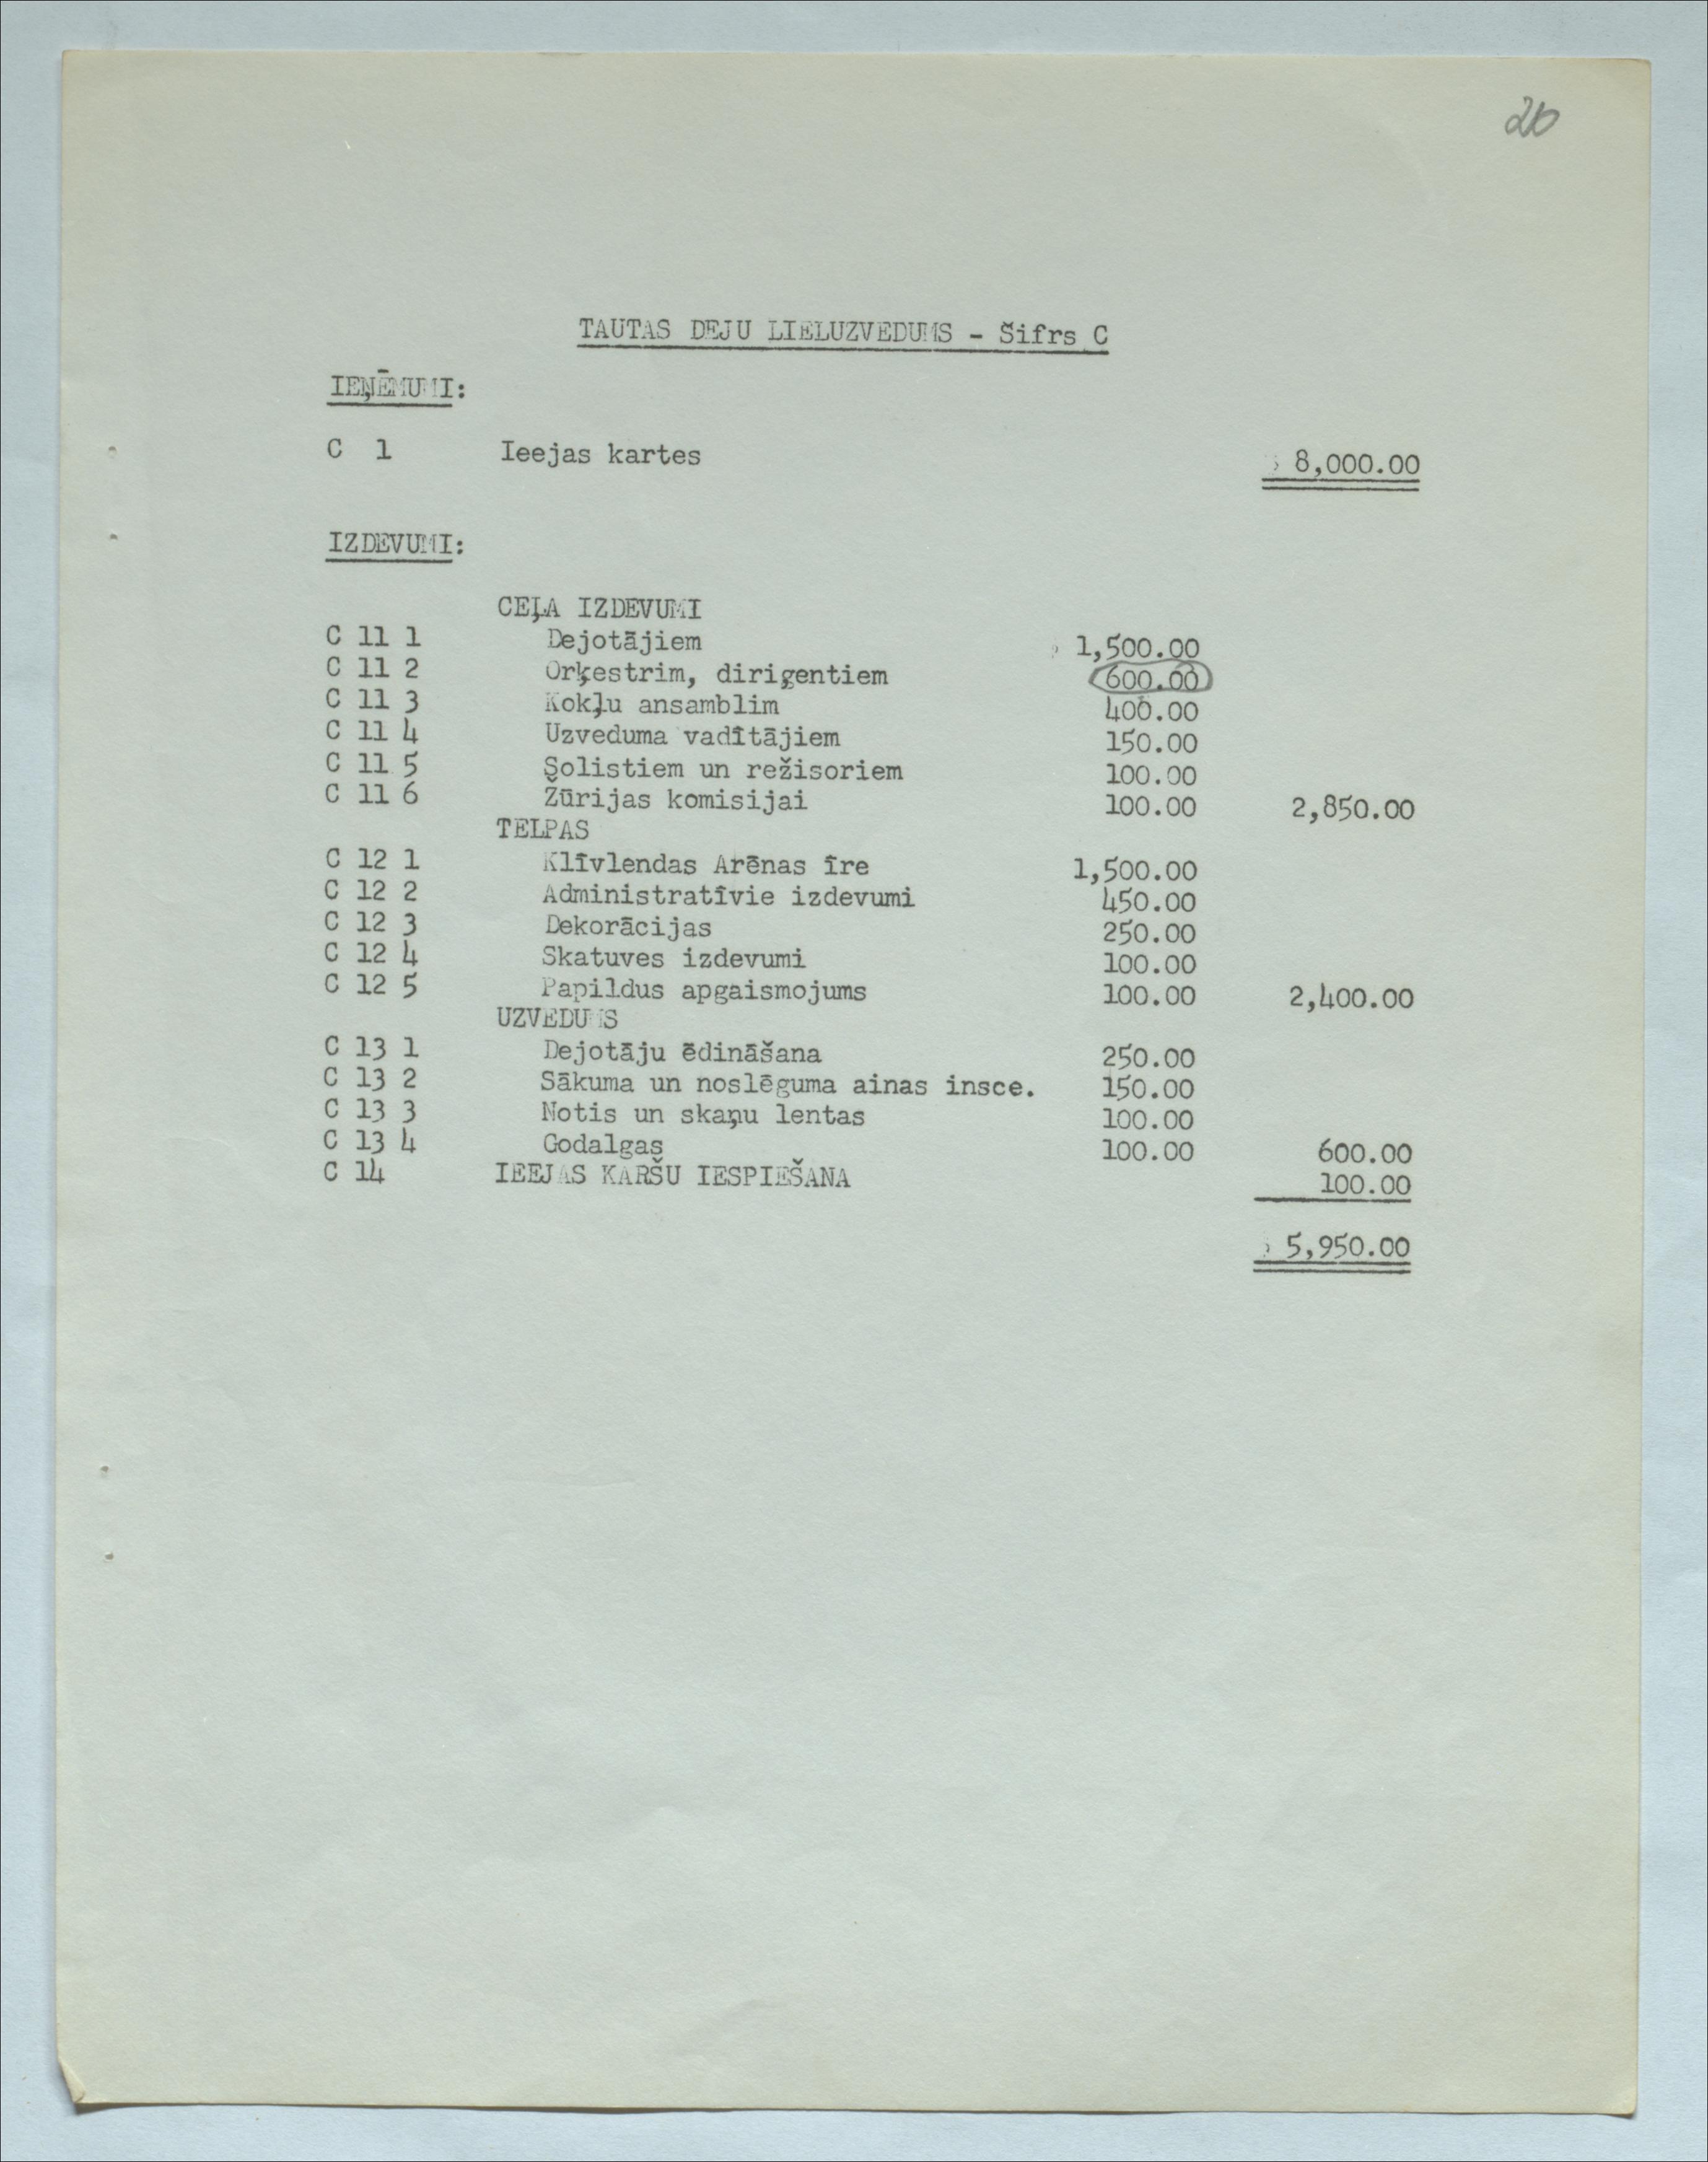 26
TAUTAS DEJU LIELUZVEDUMS - Šifrs C
IEŅĒMUMI:
C 1 Ieejas kartes $ 8,000.00
IZDEVUMI:
CEĻA IZDEVUMI
C 11 1 Dejotājiem $ 1,500.00
C 11 2 Orķestrim, diriģentiem 600.00
C 11 3 Kokļu ansamblim 400.00
C 11 4 Uzveduma vadītājiem 150.00
C 11 5 Solistiem un režisoriem 100.00
C 11 6 Žūrijas komisijai 100.00 2,850.00
TELPAS
C 12 1 Klīvlendas Arēnas īre 1,500.00
C 12 2 Administratīvie izdevumi 450.00
C 12 3 Dekorācijas 250.00
C 12 4 Skatuves izdevumi 100.00
C 12 5 Papildus apgaismojums 100.00 2,400.00
UZVEDUMS
C 13 1 Dejotāju ēdināšana 250.00
C 13 2 Sākuma un noslēguma ainas insce. 150.00
C 13 3 Notis un skaņu lentas 100.00
C 13 4 Godalgas 100.00 600.00
C 14 IEEJAS KARŠU IESPIEŠANA 100.00
$ 5,950.00